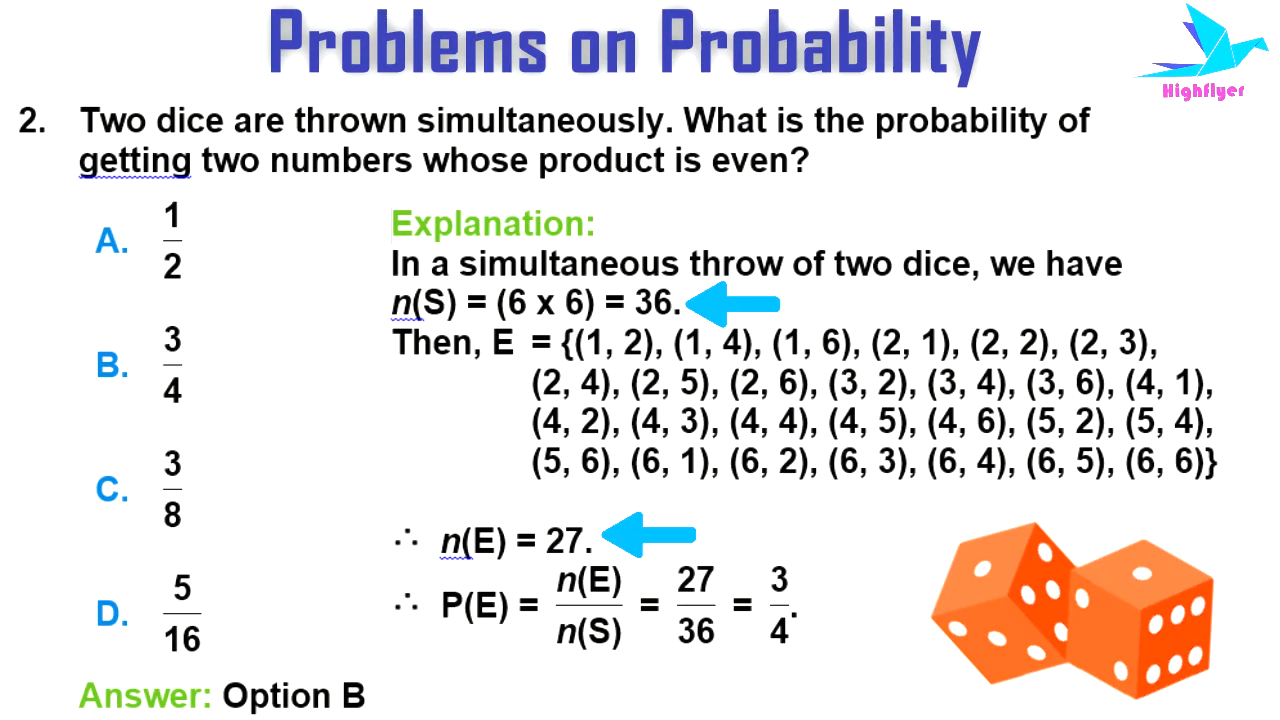 Problems on Probability
Highflyer
2. Two dice are thrown simultaneously. What is the probability of
getting two numbers whose product is even?
A. 1/2
B. 3/4
C. 3/8
D. 5/16
Explanation:
In a simultaneous throw of two dice, we have
n(S) = (6 x 6) = 36.
Then, E = {(1, 2), (1, 4), (1, 6), (2, 1), (2, 2), (2, 3),
(2, 4), (2, 5), (2, 6), (3, 2), (3, 4), (3, 6), (4, 1),
(4, 2), (4, 3), (4, 4), (4, 5), (4, 6), (5, 2), (5, 4),
(5, 6), (6, 1), (6, 2), (6, 3), (6, 4), (6, 5), (6, 6)}
∴ n(E) = 27.
∴ P(E) = n(E)/n(S) = 27/36 = 3/4.
Answer: Option B